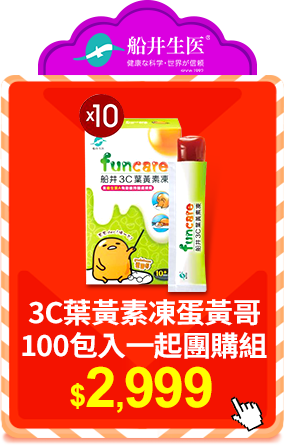 船井生医®
健康な科学・世界が信頼
since 1997
x10
funcare
船井3C葉黃素凍
funcare
船井3C葉黃素凍
3C葉黃素凍蛋黃哥
100包入一起團購組
$2,999